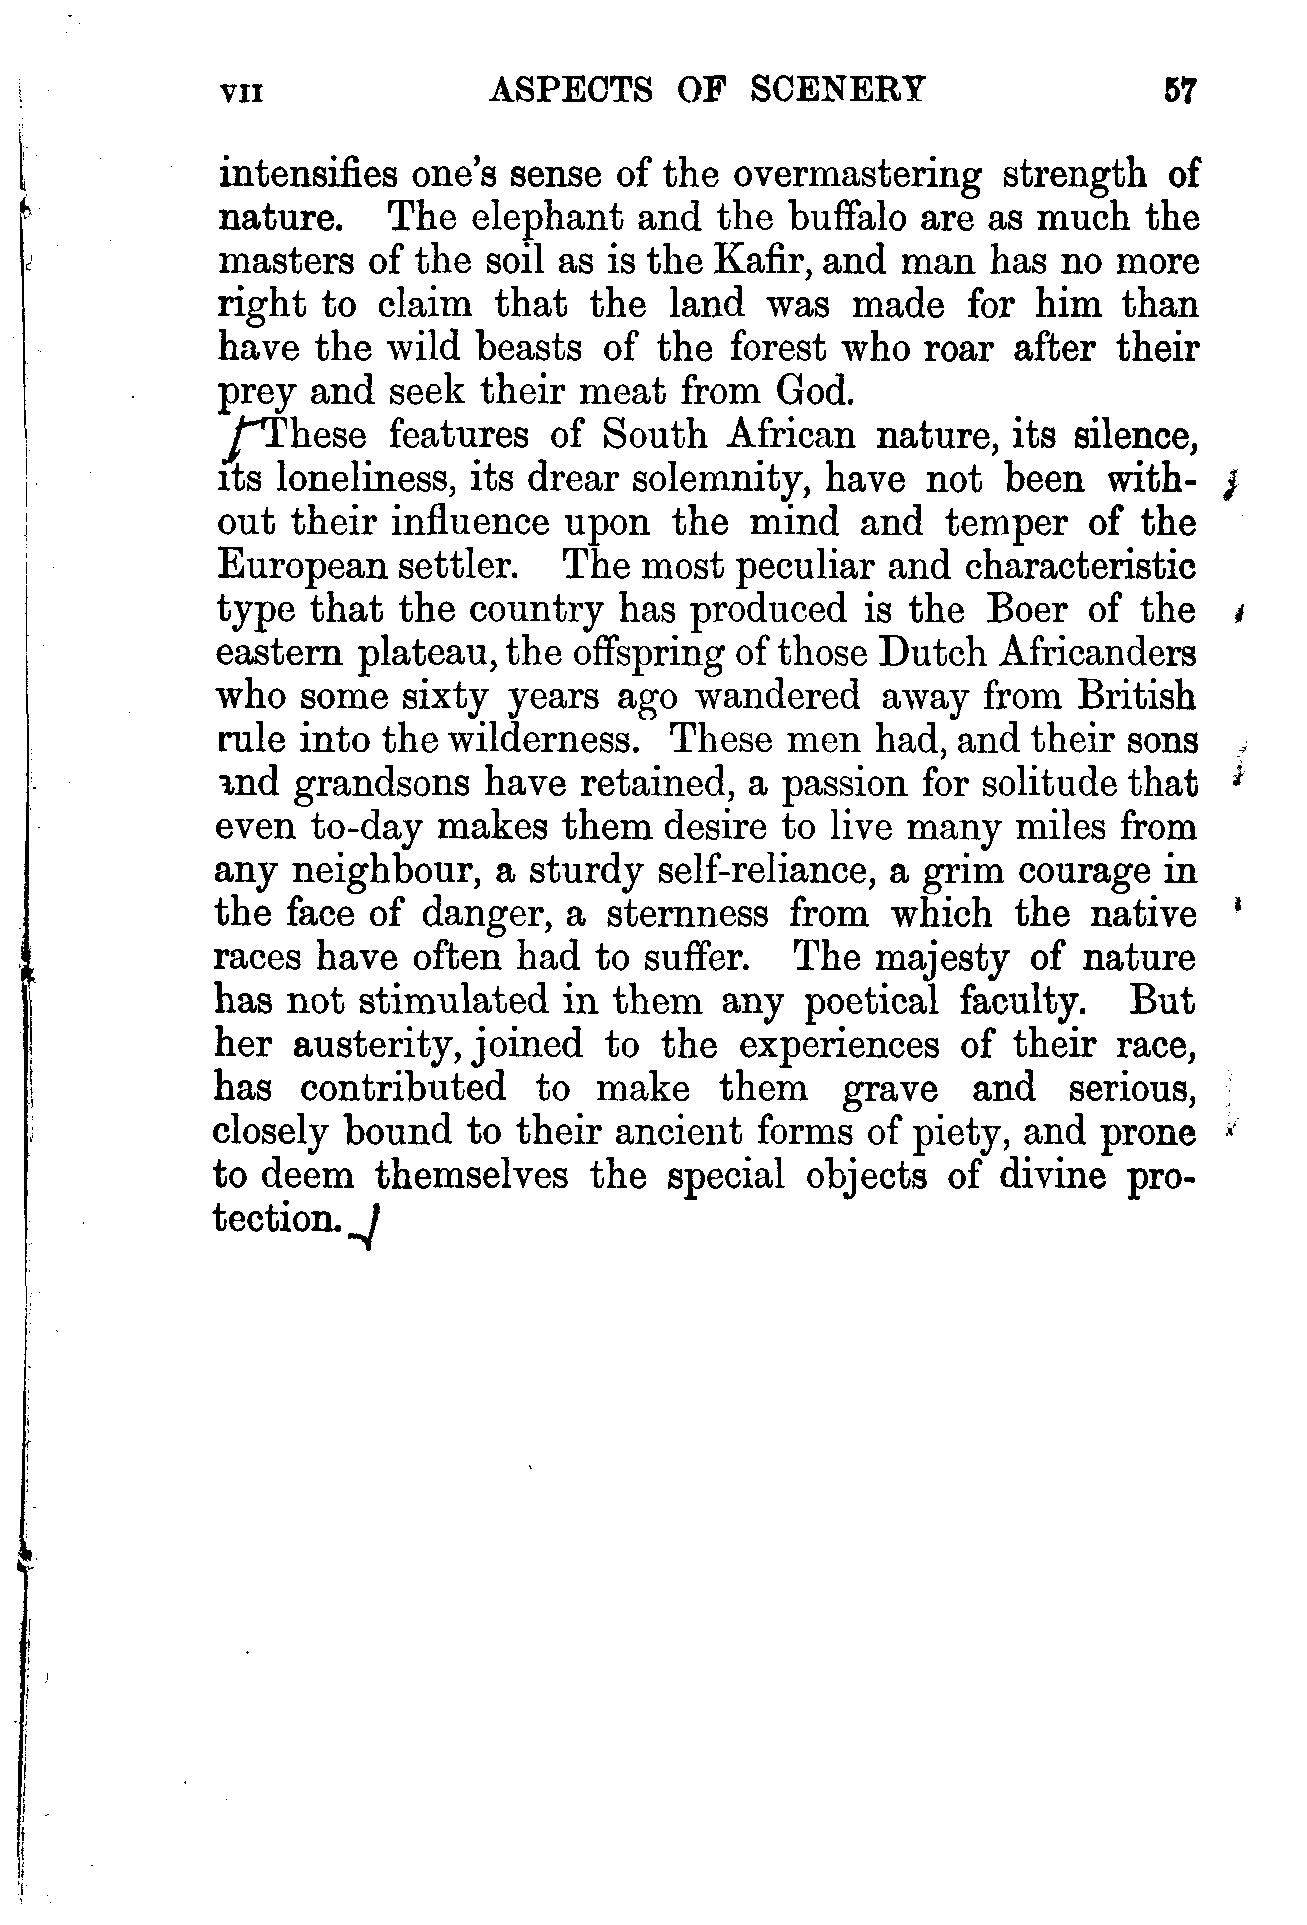 VII ASPECTS OF SCENERY 57
intensifies one's sense of the overmastering strength of
nature. The elephant and the buffalo are as much the
masters of the soil as is the Kafir, and man has no more
right to claim that the land was made for him than
have the wild beasts of the forest who roar after their
prey and seek their meat from God.
These features of South African nature, its silence,
its loneliness, its drear solemnity, have not been with-
out their influence upon the mind and temper of the
European settler. The most peculiar and characteristic
type that the country has produced is the Boer of the
eastern plateau, the offspring of those Dutch Africanders
who some sixty years ago wandered away from British
rule into the wilderness. These men had, and their sons
and grandsons have retained, a passion for solitude that
even to-day makes them desire to live many miles from
any neighbour, a sturdy self-reliance, a grim courage in
the face of danger, a sternness from which the native
races have often had to suffer. The majesty of nature
has not stimulated in them any poetical faculty. But
her austerity, joined to the experiences of their race,
has contributed to make them grave and serious,
closely bound to their ancient forms of piety, and prone
to deem themselves the special objects of divine pro-
tection.